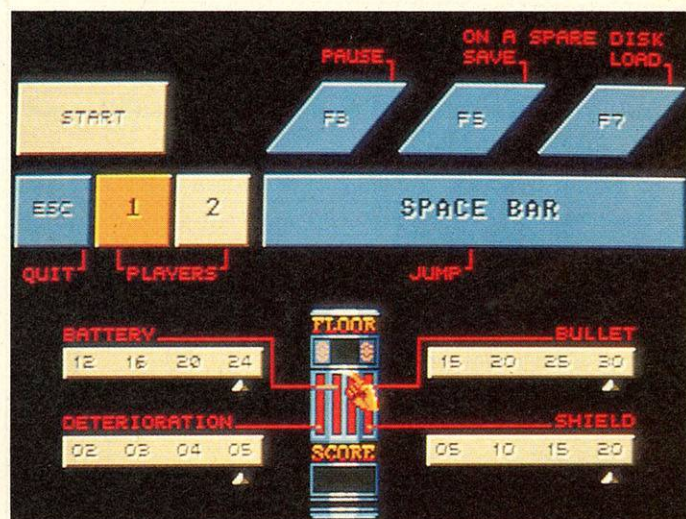 ON A SPARE DISK
PAUSE SAVE LOAD
START F3 F5 F7
ESC 1 2 SPACE BAR
QUIT PLAYERS JUMP
FLOOR
BATTERY BULLET
12 16 20 24 15 20 25 30
DETERIORATION SHIELD
02 03 04 05 05 10 15 20
SCORE